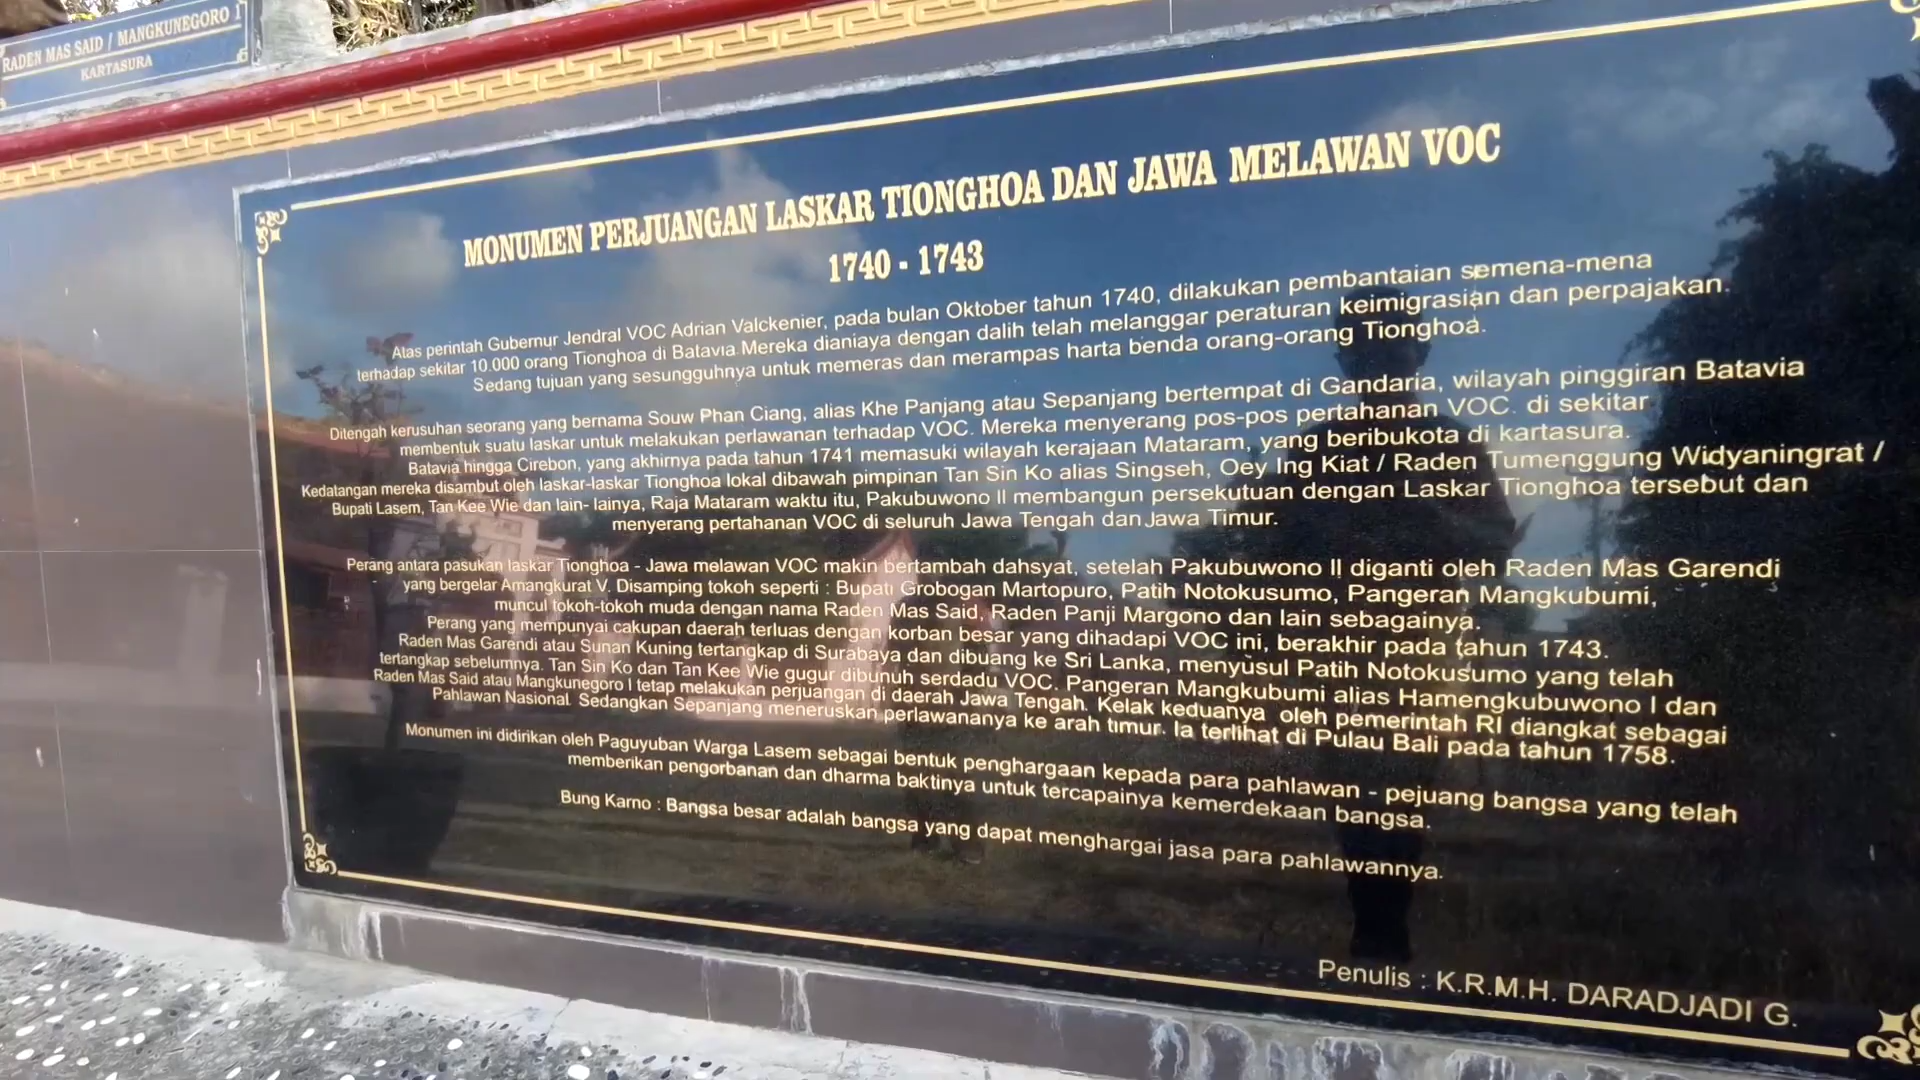 RADEN MAS SAID / MANGKUNEGORO 1
KARTASURA
MONUMEN PERJUANGAN LASKAR TIONGHOA DAN JAWA MELAWAN VOC
1740 - 1743
Atas perintah Gubernur Jendral VOC Adrian Valckenier, pada bulan Oktober tahun 1740, dilakukan pembantaian semena-mena
terhadap sekitar 10.000 orang Tionghoa di Batavia. Mereka dianiaya dengan dalih telah melanggar peraturan keimigrasian dan perpajakan.
Sedang tujuan yang sesungguhnya untuk memeras dan merampas harta benda orang-orang Tionghoa.
Ditengah kerusuhan seorang yang bernama Souw Phan Ciang, alias Khe Panjang atau Sepanjang bertempat di Gandaria, wilayah pinggiran Batavia
membentuk suatu laskar untuk melakukan perlawanan terhadap VOC. Mereka menyerang pos-pos pertahanan VOC. di sekitar
Batavia hingga Cirebon, yang akhirnya pada tahun 1741 memasuki wilayah kerajaan Mataram, yang beribukota di kartasura.
Kedatangan mereka disambut oleh laskar-laskar Tionghoa lokal dibawah pimpinan Tan Sin Ko alias Singseh, Oey Ing Kiat / Raden Tumenggung Widyaningrat /
Bupati Lasem, Tan Kee Wie dan lain- lainya, Raja Mataram waktu itu, Pakubuwono II membangun persekutuan dengan Laskar Tionghoa tersebut dan
menyerang pertahanan VOC di seluruh Jawa Tengah dan Jawa Timur.
Perang antara pasukan laskar Tionghoa - Jawa melawan VOC makin bertambah dahsyat, setelah Pakubuwono II diganti oleh Raden Mas Garendi
yang bergelar Amangkurat V. Disamping tokoh seperti : Bupati Grobogan Martopuro, Patih Notokusumo, Pangeran Mangkubumi,
muncul tokoh-tokoh muda dengan nama Raden Mas Said, Raden Panji Margono dan lain sebagainya.
Perang yang mempunyai cakupan daerah terluas dengan korban besar yang dihadapi VOC ini, berakhir pada tahun 1743.
Raden Mas Garendi atau Sunan Kuning tertangkap di Surabaya dan dibuang ke Sri Lanka, menyusul Patih Notokusumo yang telah
tertangkap sebelumnya. Tan Sin Ko dan Tan Kee Wie gugur dibunuh serdadu VOC. Pangeran Mangkubumi alias Hamengkubuwono I dan
Raden Mas Said atau Mangkunegoro I tetap melakukan perjuangan di daerah Jawa Tengah. Kelak keduanya oleh pemerintah RI diangkat sebagai
Pahlawan Nasional. Sedangkan Sepanjang meneruskan perlawananya ke arah timur. Ia terlihat di Pulau Bali pada tahun 1758.
Monumen ini didirikan oleh Paguyuban Warga Lasem sebagai bentuk penghargaan kepada para pahlawan - pejuang bangsa yang telah
memberikan pengorbanan dan dharma baktinya untuk tercapainya kemerdekaan bangsa.
Bung Karno : Bangsa besar adalah bangsa yang dapat menghargai jasa para pahlawannya.
Penulis : K.R.M.H. DARADJADI G.